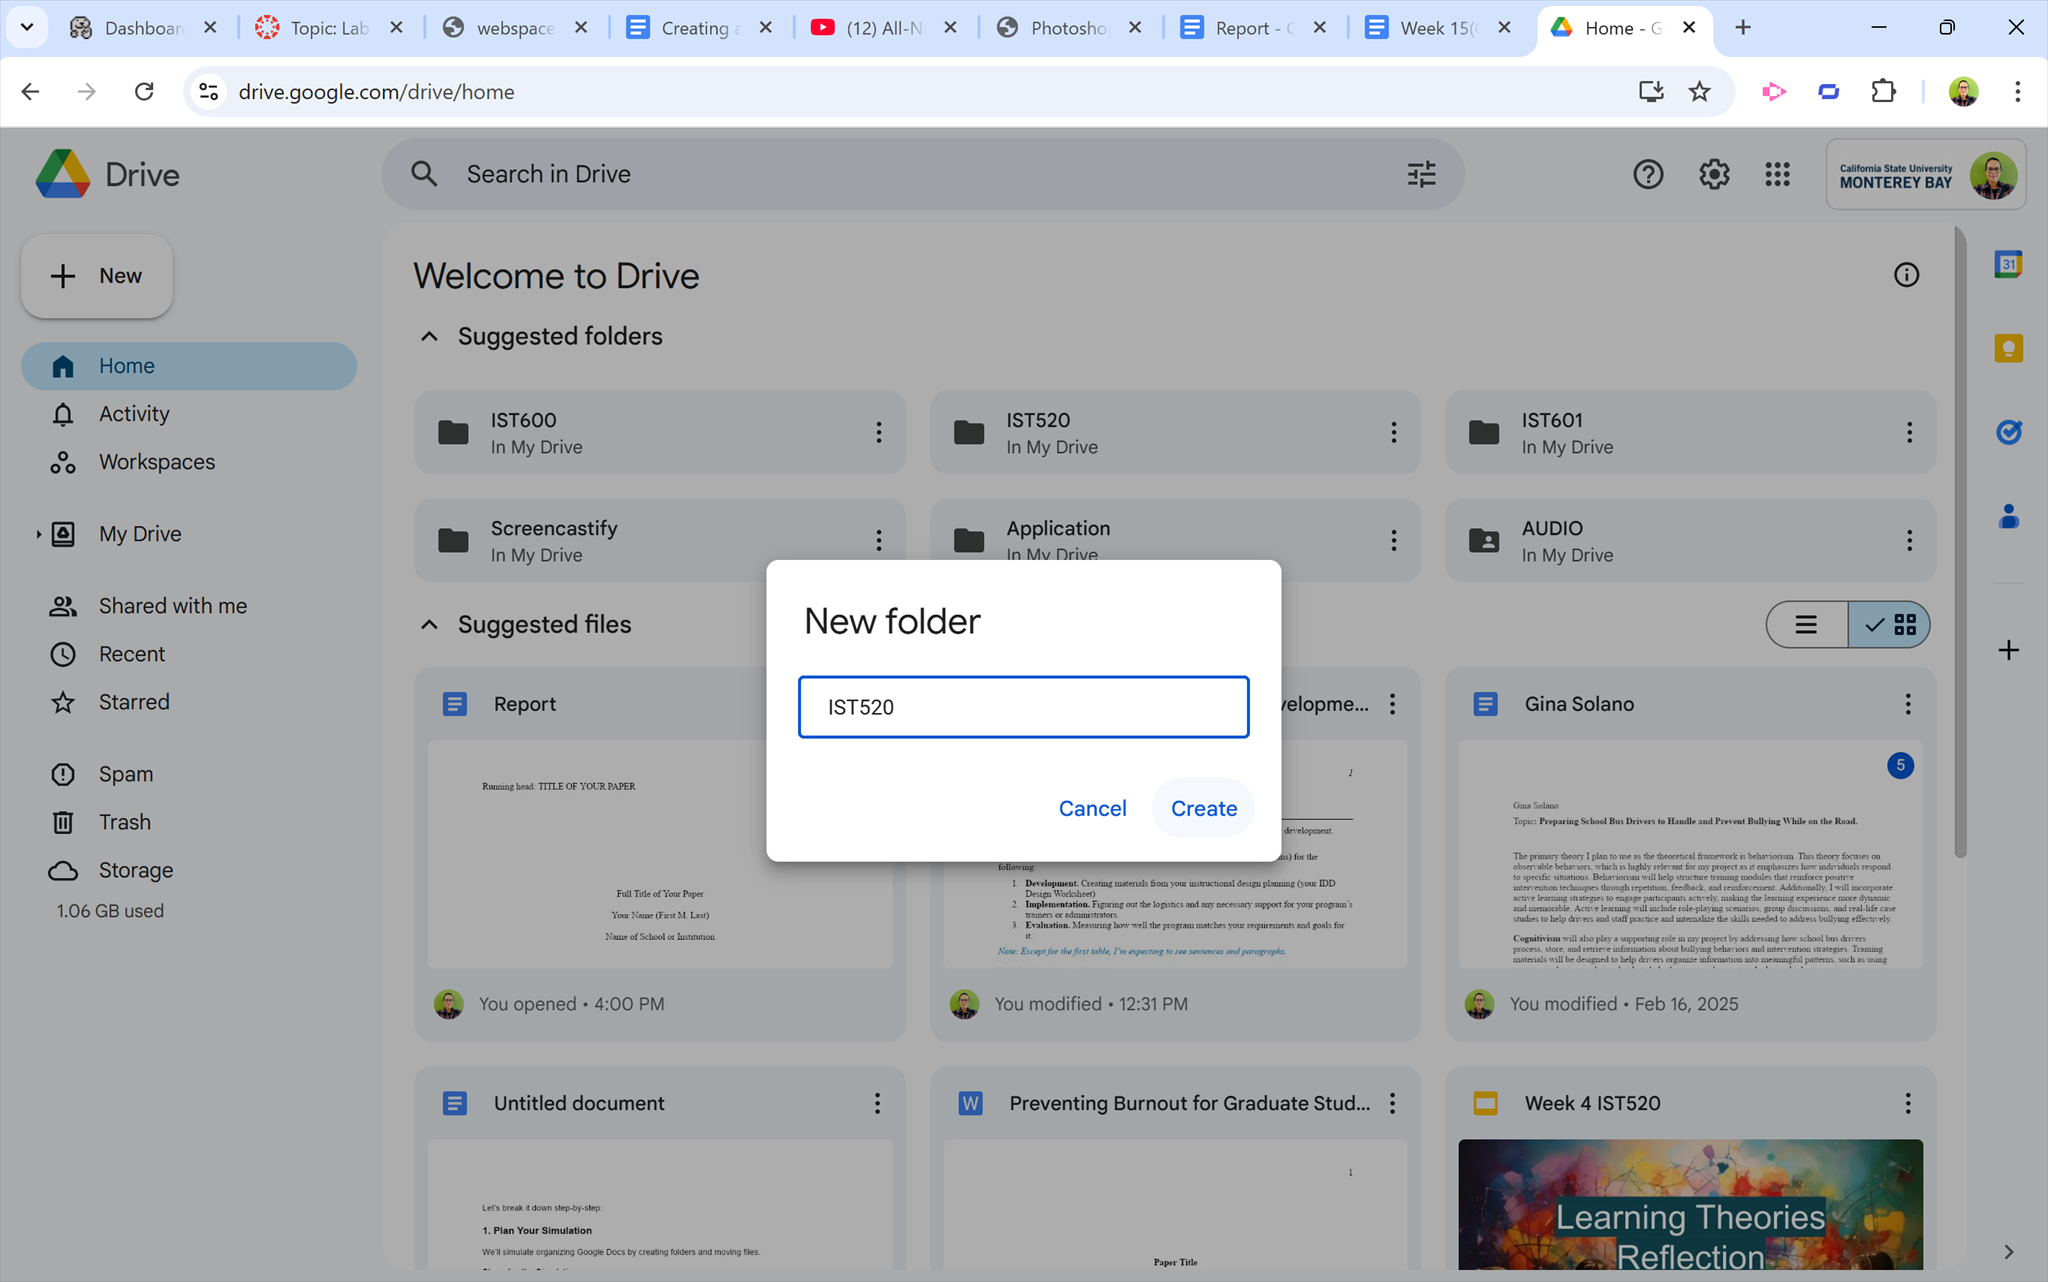 Dashboar
Topic: Lab
webspace
Creating a
(12) All-N
Photosho
Report - G
Week 15(
Home - G
drive.google.com/drive/home
Drive
Search in Drive
California State University
MONTEREY BAY
New
Welcome to Drive
31
Suggested folders
Home
Activity
Workspaces
My Drive
Shared with me
Recent
Starred
Spam
Trash
Storage
1.06 GB used
IST600
In My Drive
IST520
In My Drive
IST601
In My Drive
Screencastify
In My Drive
Application
In My Drive
AUDIO
In My Drive
New folder
IST520
Cancel
Create
Suggested files
Report
Running head: TITLE OF YOUR PAPER
Full Title of Your Paper
Your Name (First M. Last)
Name of School or Institution
You opened • 4:00 PM
velopme...
1
development,
ns) for the
following.
1. Development. Creating materials from your instructional design planning (your IDD
Design Worksheet)
2. Implementation. Figuring out the logistics and any necessary support for your program's
trainers or administrators.
3. Evaluation. Measuring how well the program matches your requirements and goals for
it.
Note: Except for the first table, I'm expecting to see sentences and paragraphs.
You modified • 12:31 PM
Gina Solano
5
Gina Solano
Topic: Preparing School Bus Drivers to Handle and Prevent Bullying While on the Road.
The primary theory I plan to use as the theoretical framework is behaviorism. This theory focuses on
observable behaviors, which is highly relevant for my project as it emphasizes how individuals respond
to specific situations. Behaviorism will help structure training modules that reinforce positive
intervention techniques through repetition, feedback, and reinforcement. Additionally, I will incorporate
active learning strategies to engage participants actively, making the learning experience more dynamic
and memorable. Active learning will include role-playing scenarios, group discussions, and real-life case
studies to help drivers and staff practice and internalize the skills needed to address bullying effectively.
Cognitivism will also play a supporting role in my project by addressing how school bus drivers
process, store, and retrieve information about bullying behaviors and intervention strategies. Training
materials will be designed to help drivers organize information into meaningful patterns, such as using
You modified • Feb 16, 2025
Untitled document
Let's break it down step-by-step:
1. Plan Your Simulation
We'll simulate organizing Google Docs by creating folders and moving files.
W
Preventing Burnout for Graduate Stud...
1
Paper Title
Week 4 IST520
Learning Theories
Reflection